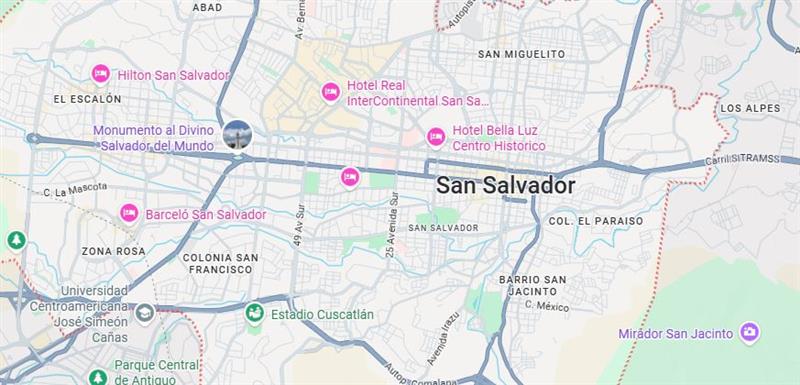 ABAD
Av. Bern
Autopis
SAN MIGUELITO
Hilton San Salvador
EL ESCALÓN
Hotel Real
InterContinental San Sa...
LOS ALPES
Monumento al Divino
Salvador del Mundo
Hotel Bella Luz
Centro Historico
Carril SITRAMSS
San Salvador
C. La Mascota
Barceló San Salvador
49 Av Sur
25 Avenida Sur
SAN SALVADOR
COL. EL PARAISO
ZONA ROSA
COLONIA SAN
FRANCISCO
BARRIO SAN
JACINTO
C. México
Universidad
Centroamericana
José Simeón
Cañas
Estadio Cuscatlán
Avenida Irazu
Mirador San Jacinto
Parque Central
de Antiguo
Autop. Comalapa